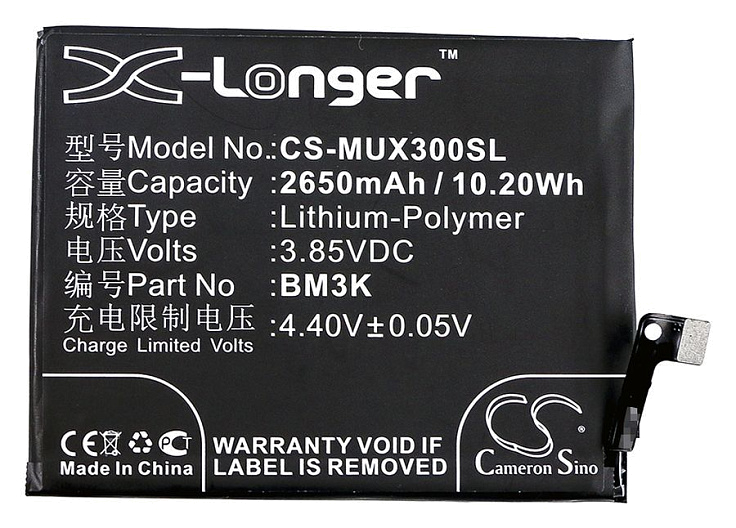 X-Longer™
型号Model No.:CS-MUX300SL
容量Capacity :2650mAh / 10.20Wh
规格Type :Lithium-Polymer
电压Volts :3.85VDC
编号Part No :BM3K
充电限制电压 :4.40V±0.05V
Charge Limited Volts
CE PCT
Made In China
WARRANTY VOID IF
LABEL IS REMOVED
CS®
Cameron Sino